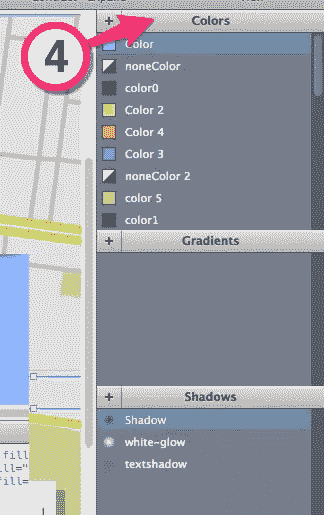 4
+ Colors
Color
noneColor
color0
Color 2
Color 4
Color 3
noneColor 2
color 5
color1
+ Gradients
+ Shadows
Shadow
white-glow
textshadow
fill
ill="
fill=